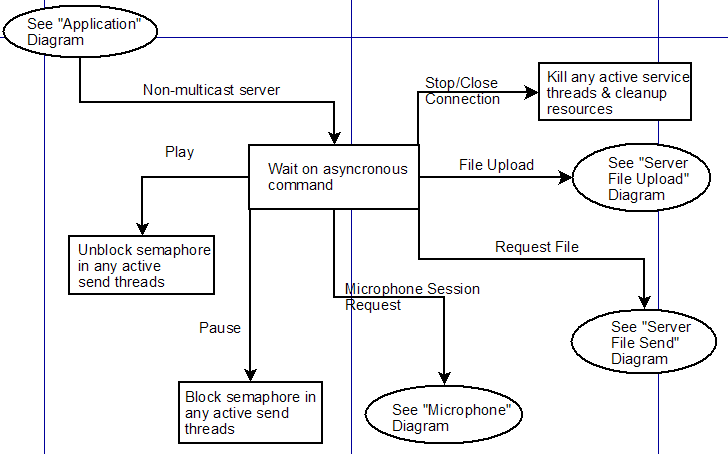 See "Application"
Diagram
Non-multicast server
Stop/Close
Connection
Kill any active service
threads & cleanup
resources
Play
Wait on asyncronous
command
File Upload
See "Server
File Upload"
Diagram
Unblock semaphore
in any active
send threads
Request File
Microphone Session
Request
Pause
See "Server
File Send"
Diagram
Block semaphore in
any active send
threads
See "Microphone"
Diagram